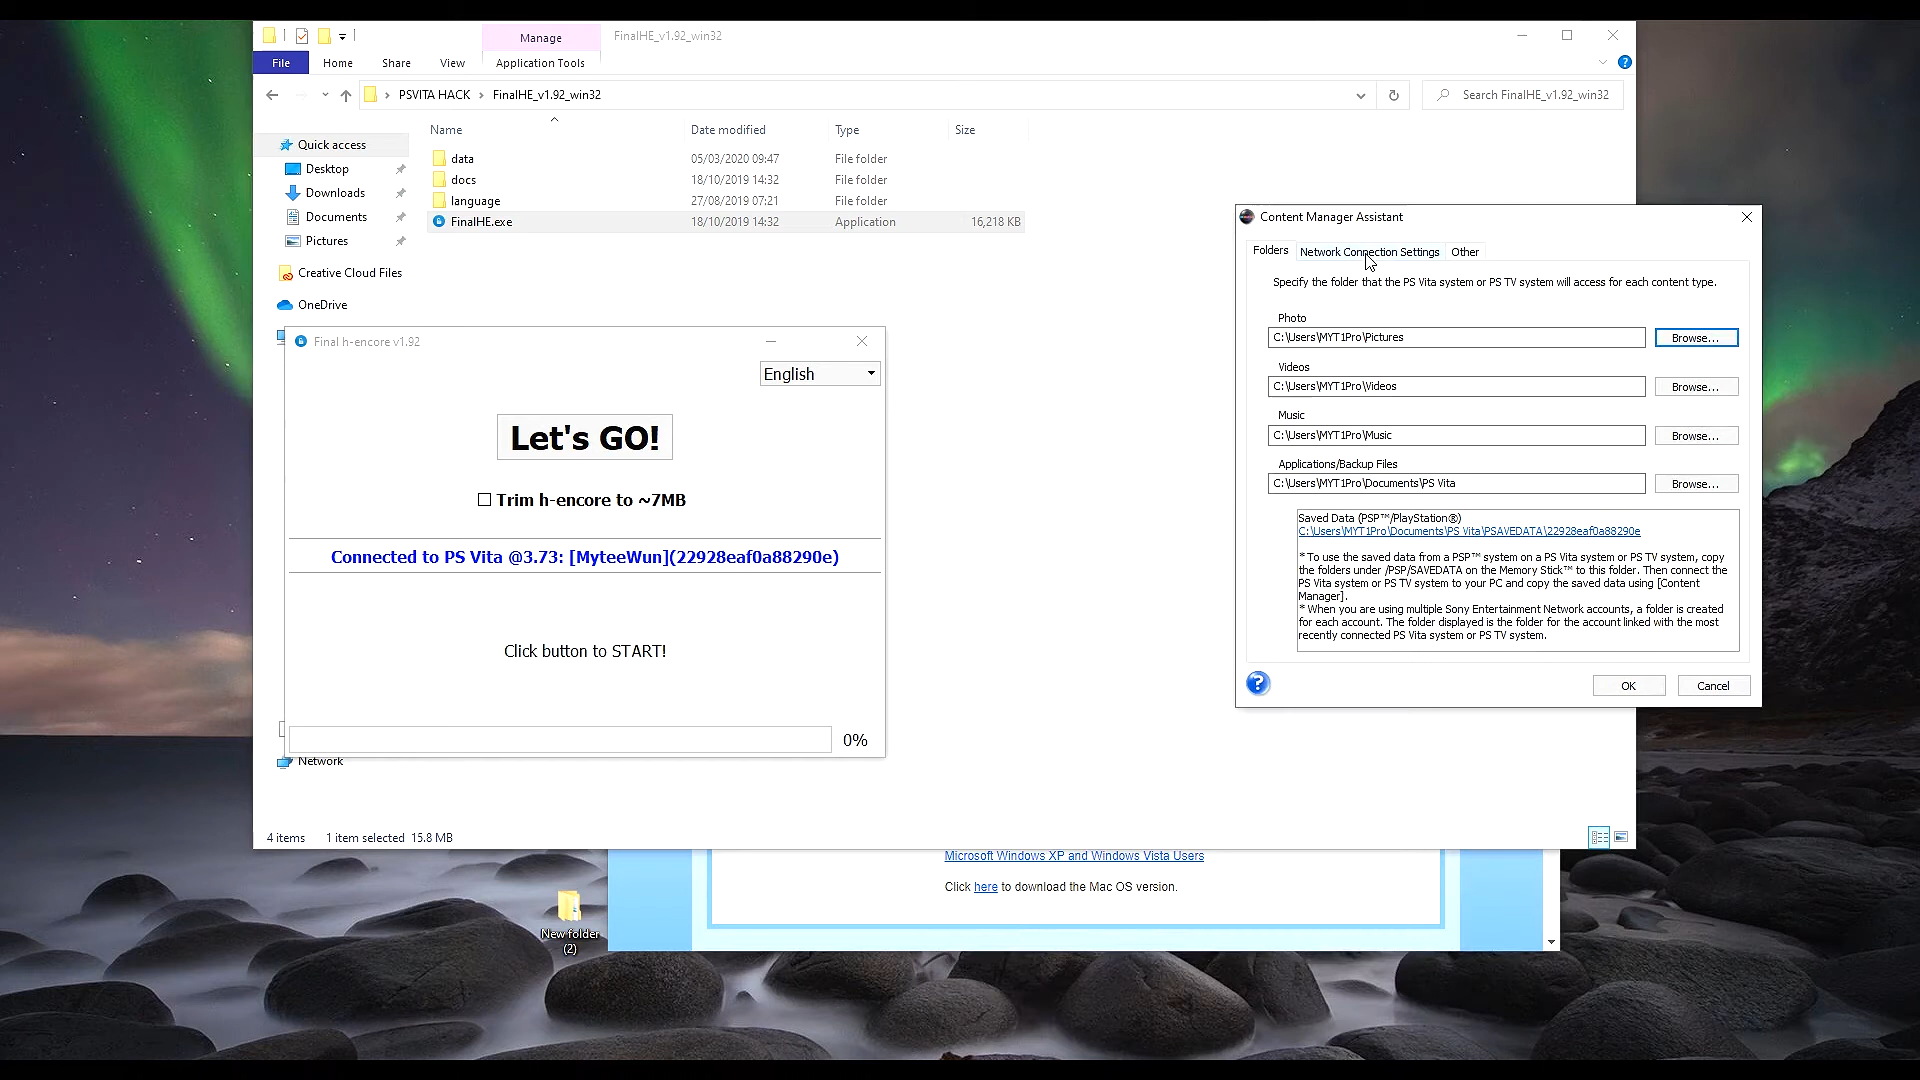 Manage
FinalHE_v1.92_win32
File
Home
Share
View
Application Tools
PSVITA HACK
FinalHE_v1.92_win32
Search FinalHE_v1.92_win32
Name
Date modified
Type
Size
Quick access
Desktop
Downloads
Documents
Pictures
Creative Cloud Files
OneDrive
Network
data 05/03/2020 09:47 File folder
docs 18/10/2019 14:32 File folder
language 27/08/2019 07:21 File folder
FinalHE.exe 18/10/2019 14:32 Application 16,218 KB
Final h-encore v1.92
English
Let's GO!
Trim h-encore to ~7MB
Connected to PS Vita @3.73: [MyteeWun](22928eaf0a88290e)
Click button to START!
0%
4 items 1 item selected 15.8 MB
Content Manager Assistant
Folders
Network Connection Settings
Other
Specify the folder that the PS Vita system or PS TV system will access for each content type.
Photo
C:\Users\MYT1Pro\Pictures
Browse...
Videos
C:\Users\MYT1Pro\Videos
Browse...
Music
C:\Users\MYT1Pro\Music
Browse...
Applications/Backup Files
C:\Users\MYT1Pro\Documents\PS Vita
Browse...
Saved Data (PSP™/PlayStation®)
C:\Users\MYT1Pro\Documents\PS Vita\PSAVEDATA\22928eaf0a88290e
* To use the saved data from a PSP™ system on a PS Vita system or PS TV system, copy
the folders under /PSP/SAVEDATA on the Memory Stick™ to this folder. Then connect the
PS Vita system or PS TV system to your PC and copy the saved data using [Content
Manager].
* When you are using multiple Sony Entertainment Network accounts, a folder is created
for each account. The folder displayed is the folder for the account linked with the most
recently connected PS Vita system or PS TV system.
OK
Cancel
Microsoft Windows XP and Windows Vista Users
Click here to download the Mac OS version.
New folder
(2)